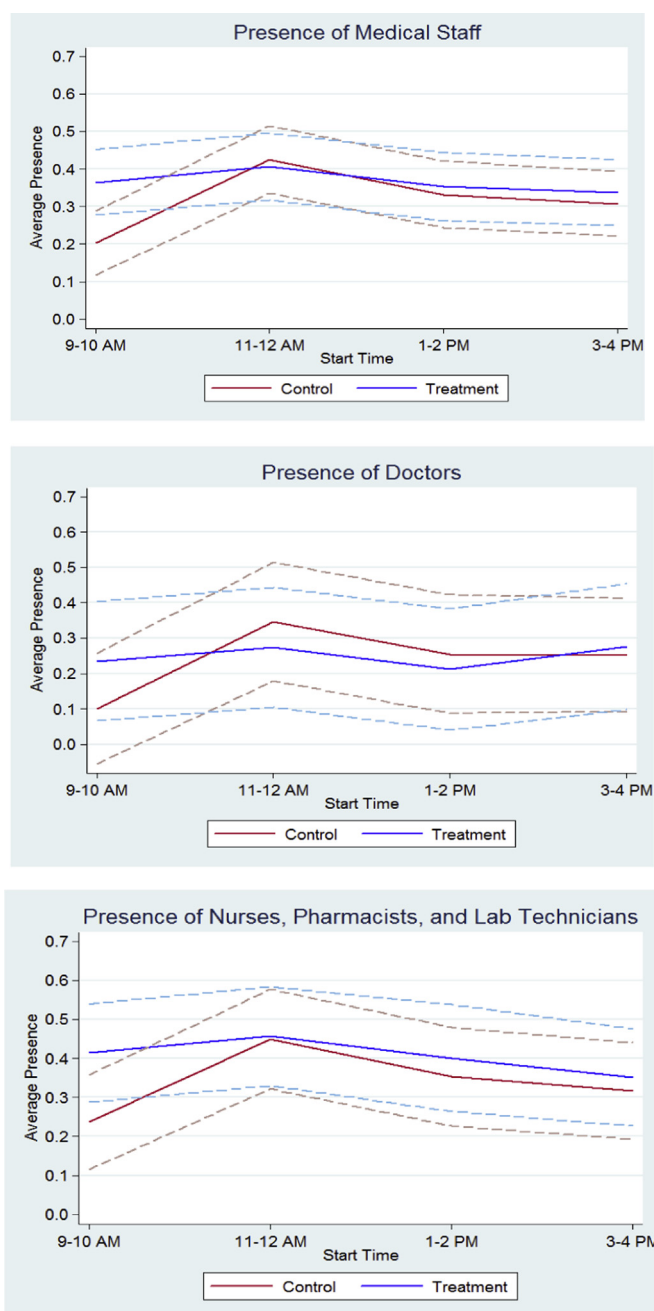 Presence of Medical Staff
0.7
0.6
0.5
0.4
0.3
0.2
0.1
0.0
Average Presence
9-10 AM 11-12 AM 1-2 PM 3-4 PM
Start Time
Control Treatment
Presence of Doctors
0.7
0.6
0.5
0.4
0.3
0.2
0.1
0.0
Average Presence
9-10 AM 11-12 AM 1-2 PM 3-4 PM
Start Time
Control Treatment
Presence of Nurses, Pharmacists, and Lab Technicians
0.7
0.6
0.5
0.4
0.3
0.2
0.1
0.0
Average Presence
9-10 AM 11-12 AM 1-2 PM 3-4 PM
Start Time
Control Treatment